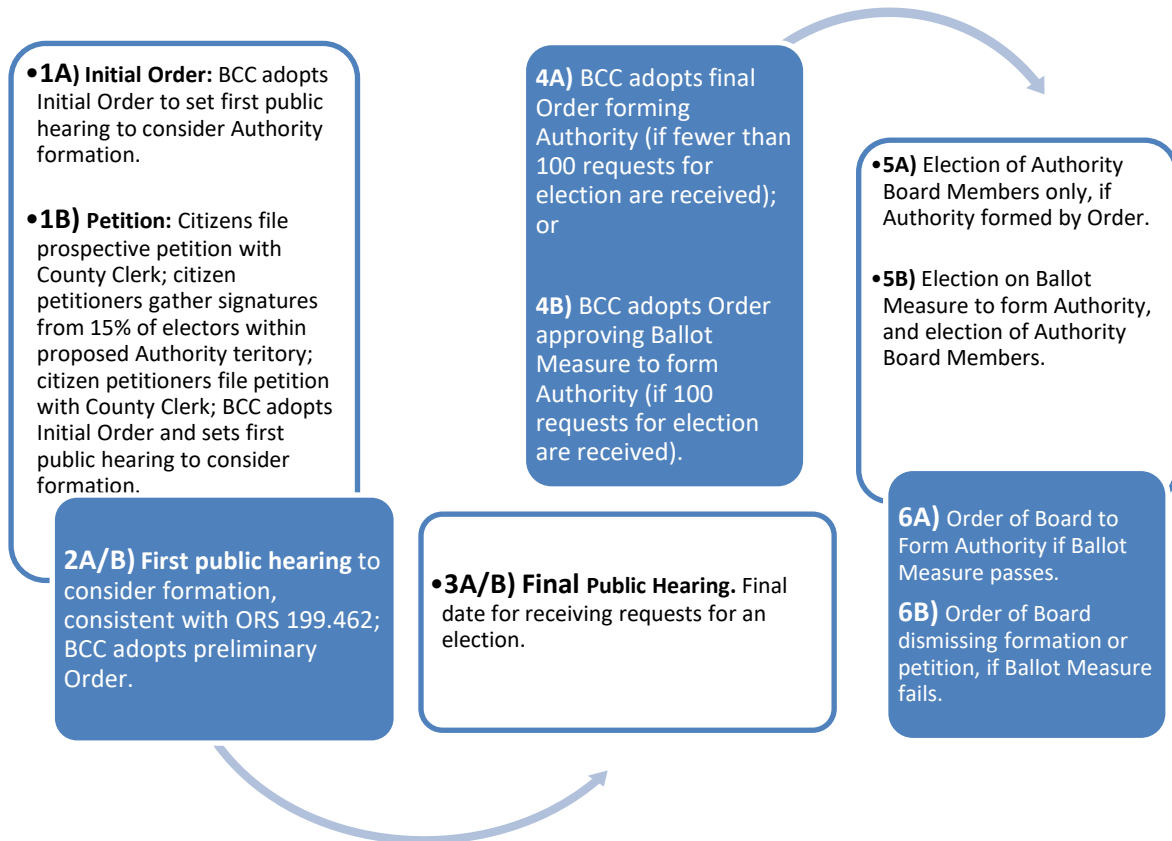 •1A) Initial Order: BCC adopts
Initial Order to set first public
hearing to consider Authority
formation.
•1B) Petition: Citizens file
prospective petition with
County Clerk; citizen
petitioners gather signatures
from 15% of electors within
proposed Authority teritory;
citizen petitioners file petition
with County Clerk; BCC adopts
Initial Order and sets first
public hearing to consider
formation.
2A/B) First public hearing to
consider formation,
consistent with ORS 199.462;
BCC adopts preliminary
Order.
•3A/B) Final Public Hearing. Final
date for receiving requests for an
election.
4A) BCC adopts final
Order forming
Authority (if fewer than
100 requests for
election are received);
or
4B) BCC adopts Order
approving Ballot
Measure to form
Authority (if 100
requests for election
are received).
•5A) Election of Authority
Board Members only, if
Authority formed by Order.
•5B) Election on Ballot
Measure to form Authority,
and election of Authority
Board Members.
6A) Order of Board to
Form Authority if Ballot
Measure passes.
6B) Order of Board
dismissing formation or
petition, if Ballot Measure
fails.